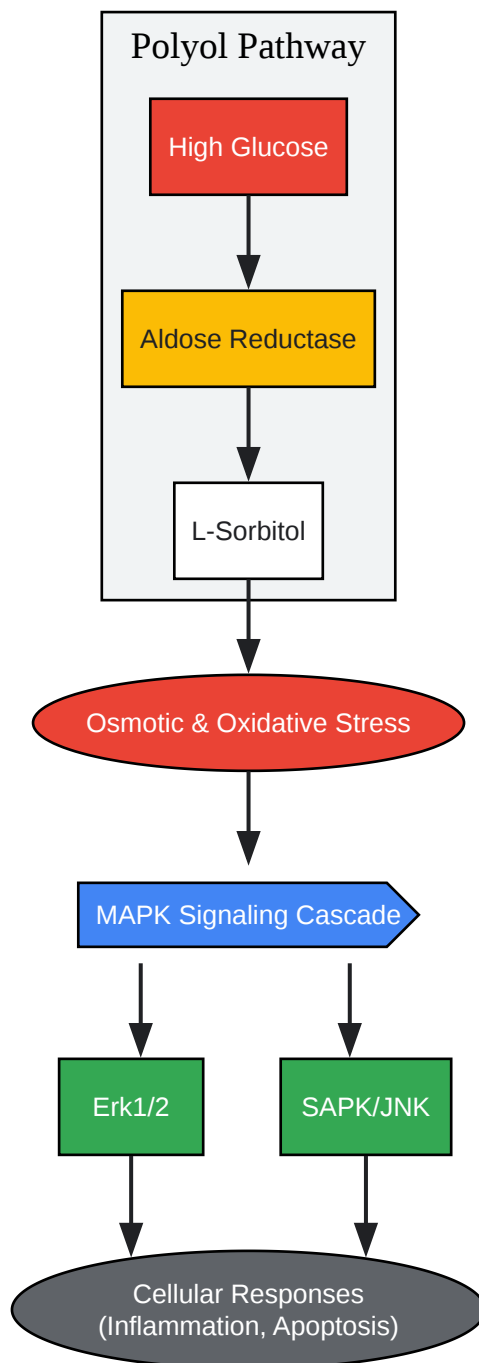 Polyol Pathway
High Glucose
Aldose Reductase
L-Sorbitol
Osmotic & Oxidative Stress
MAPK Signaling Cascade
Erk1/2
SAPK/JNK
Cellular Responses
(Inflammation, Apoptosis)